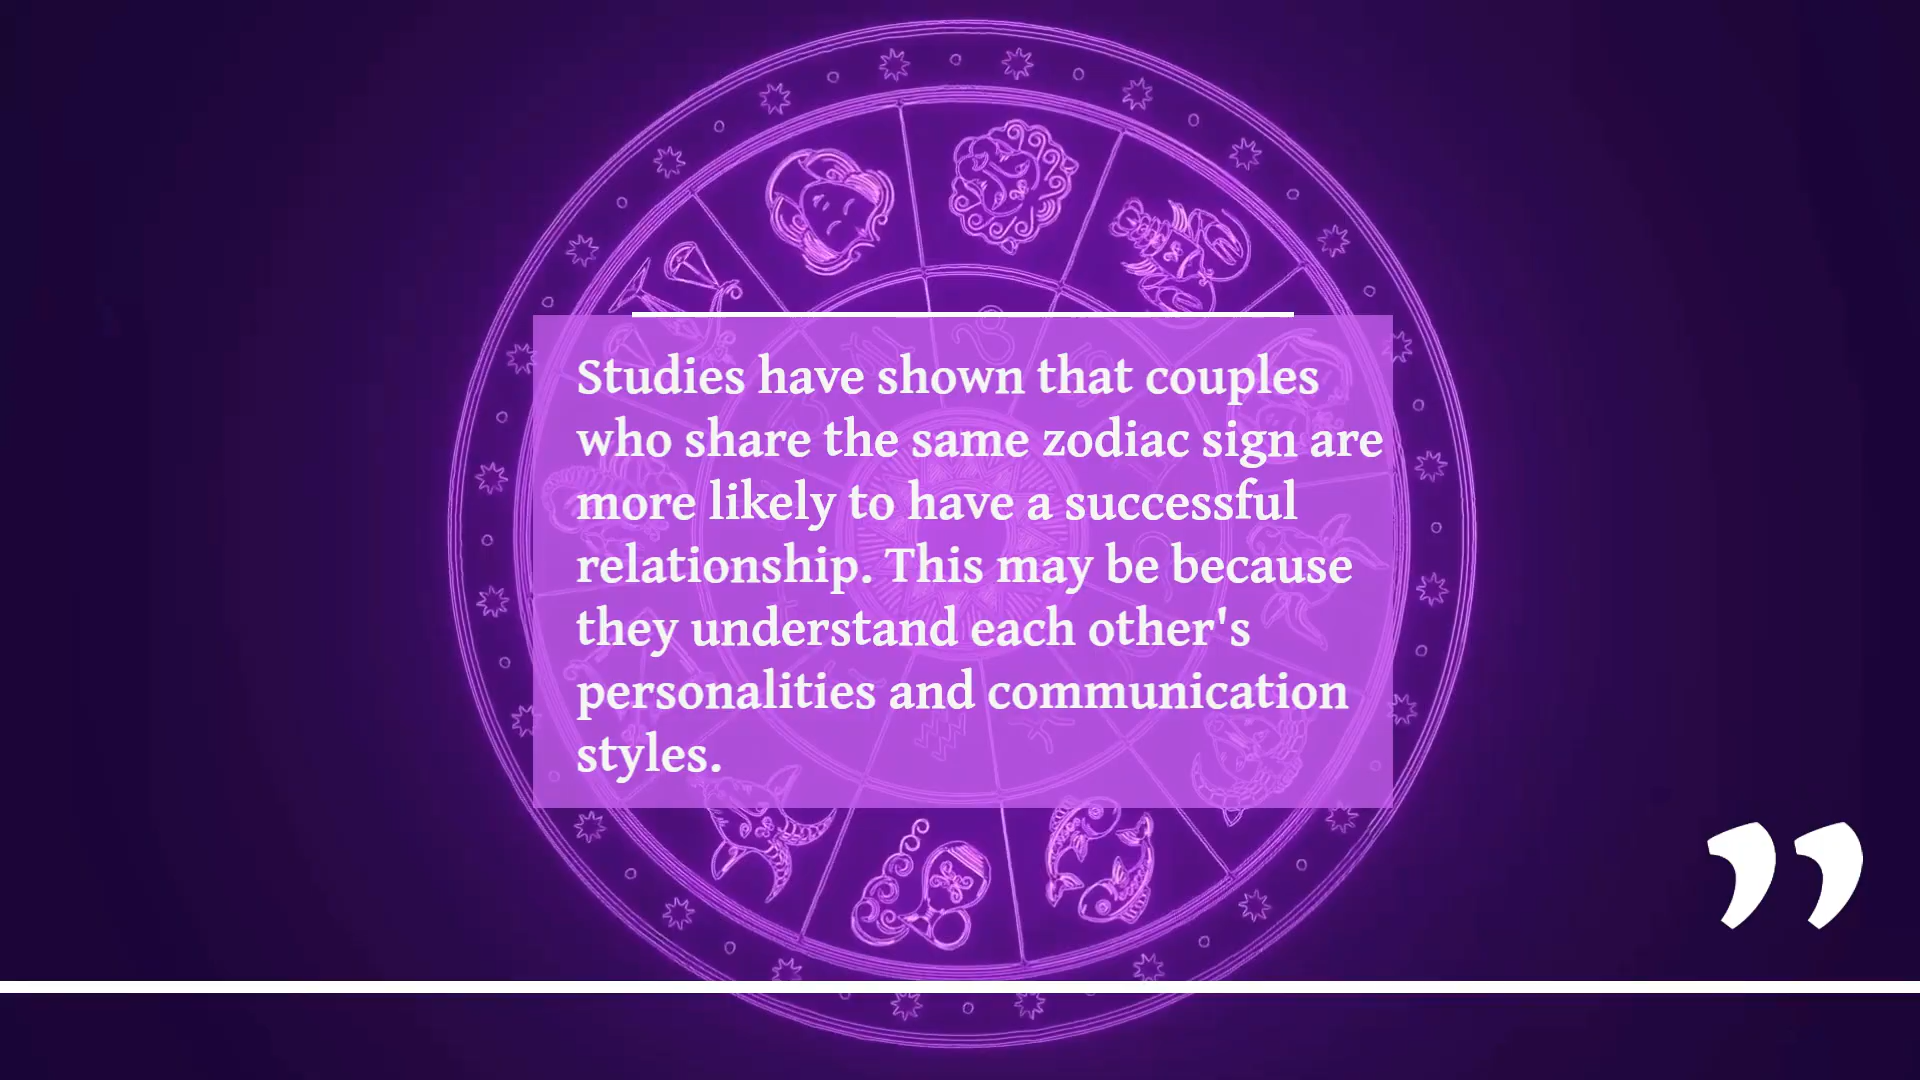 Studies have shown that couples
who share the same zodiac sign are
more likely to have a successful
relationship. This may be because
they understand each other's
personalities and communication
styles.
”